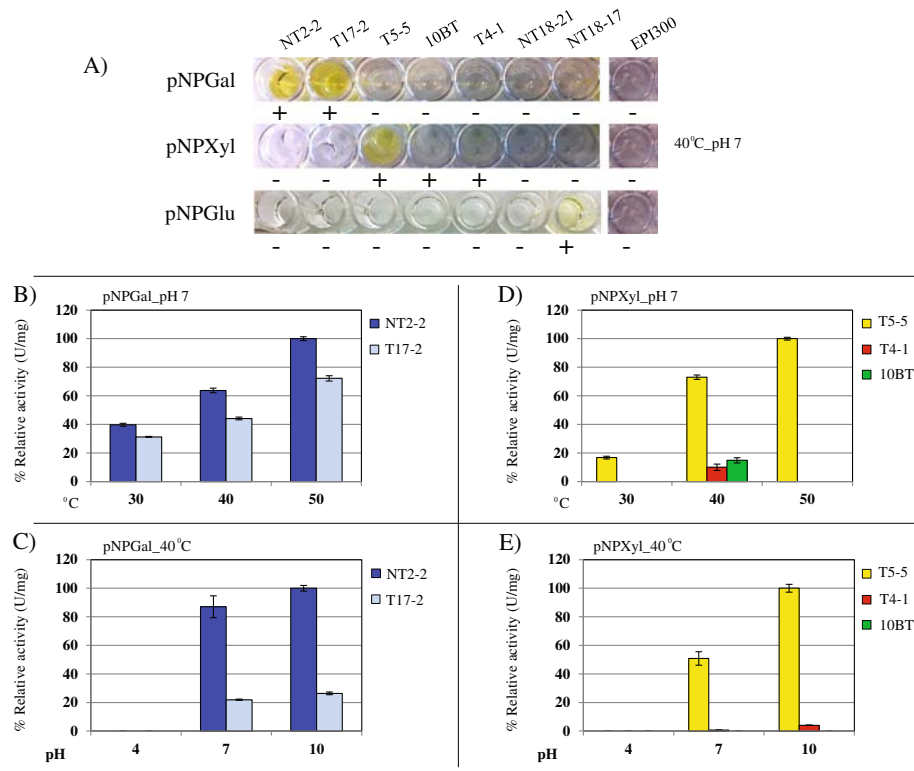 A)
NT2-2 T17-2 T5-5 10BT T4-1 NT18-21 NT18-17 EPI300
pNPGal
+ + - - - - - -
pNPXyl
40°C_pH 7
- - + + + - - -
pNPGlu
- - - - - - + -
B)
pNPGal_pH 7
% Relative activity (U/mg)
120
100
80
60
40
20
0
°C 30 40 50
NT2-2
T17-2
D)
pNPXyl_pH 7
% Relative activity (U/mg)
120
100
80
60
40
20
0
°C 30 40 50
T5-5
T4-1
10BT
C)
pNPGal_40°C
% Relative activity (U/mg)
120
100
80
60
40
20
0
pH 4 7 10
NT2-2
T17-2
E)
pNPXyl_40°C
% Relative activity (U/mg)
120
100
80
60
40
20
0
pH 4 7 10
T5-5
T4-1
10BT